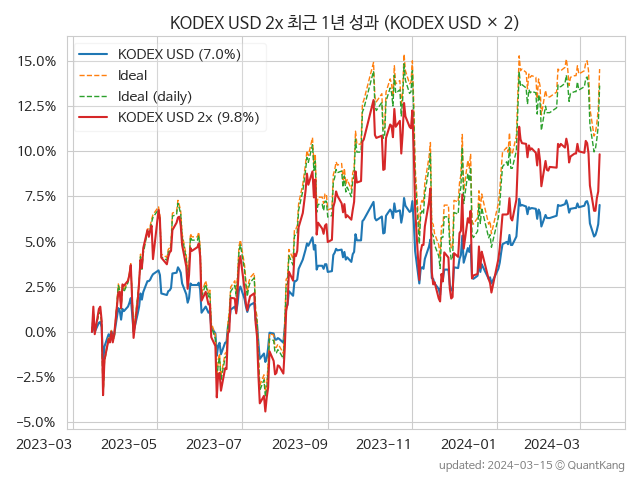 KODEX USD 2x 최근 1년 성과 (KODEX USD × 2)
KODEX USD (7.0%)
Ideal
Ideal (daily)
KODEX USD 2x (9.8%)
15.0%
12.5%
10.0%
7.5%
5.0%
2.5%
0.0%
−2.5%
−5.0%
2023-03 2023-05 2023-07 2023-09 2023-11 2024-01 2024-03
updated: 2024-03-15 ⓒ QuantKang